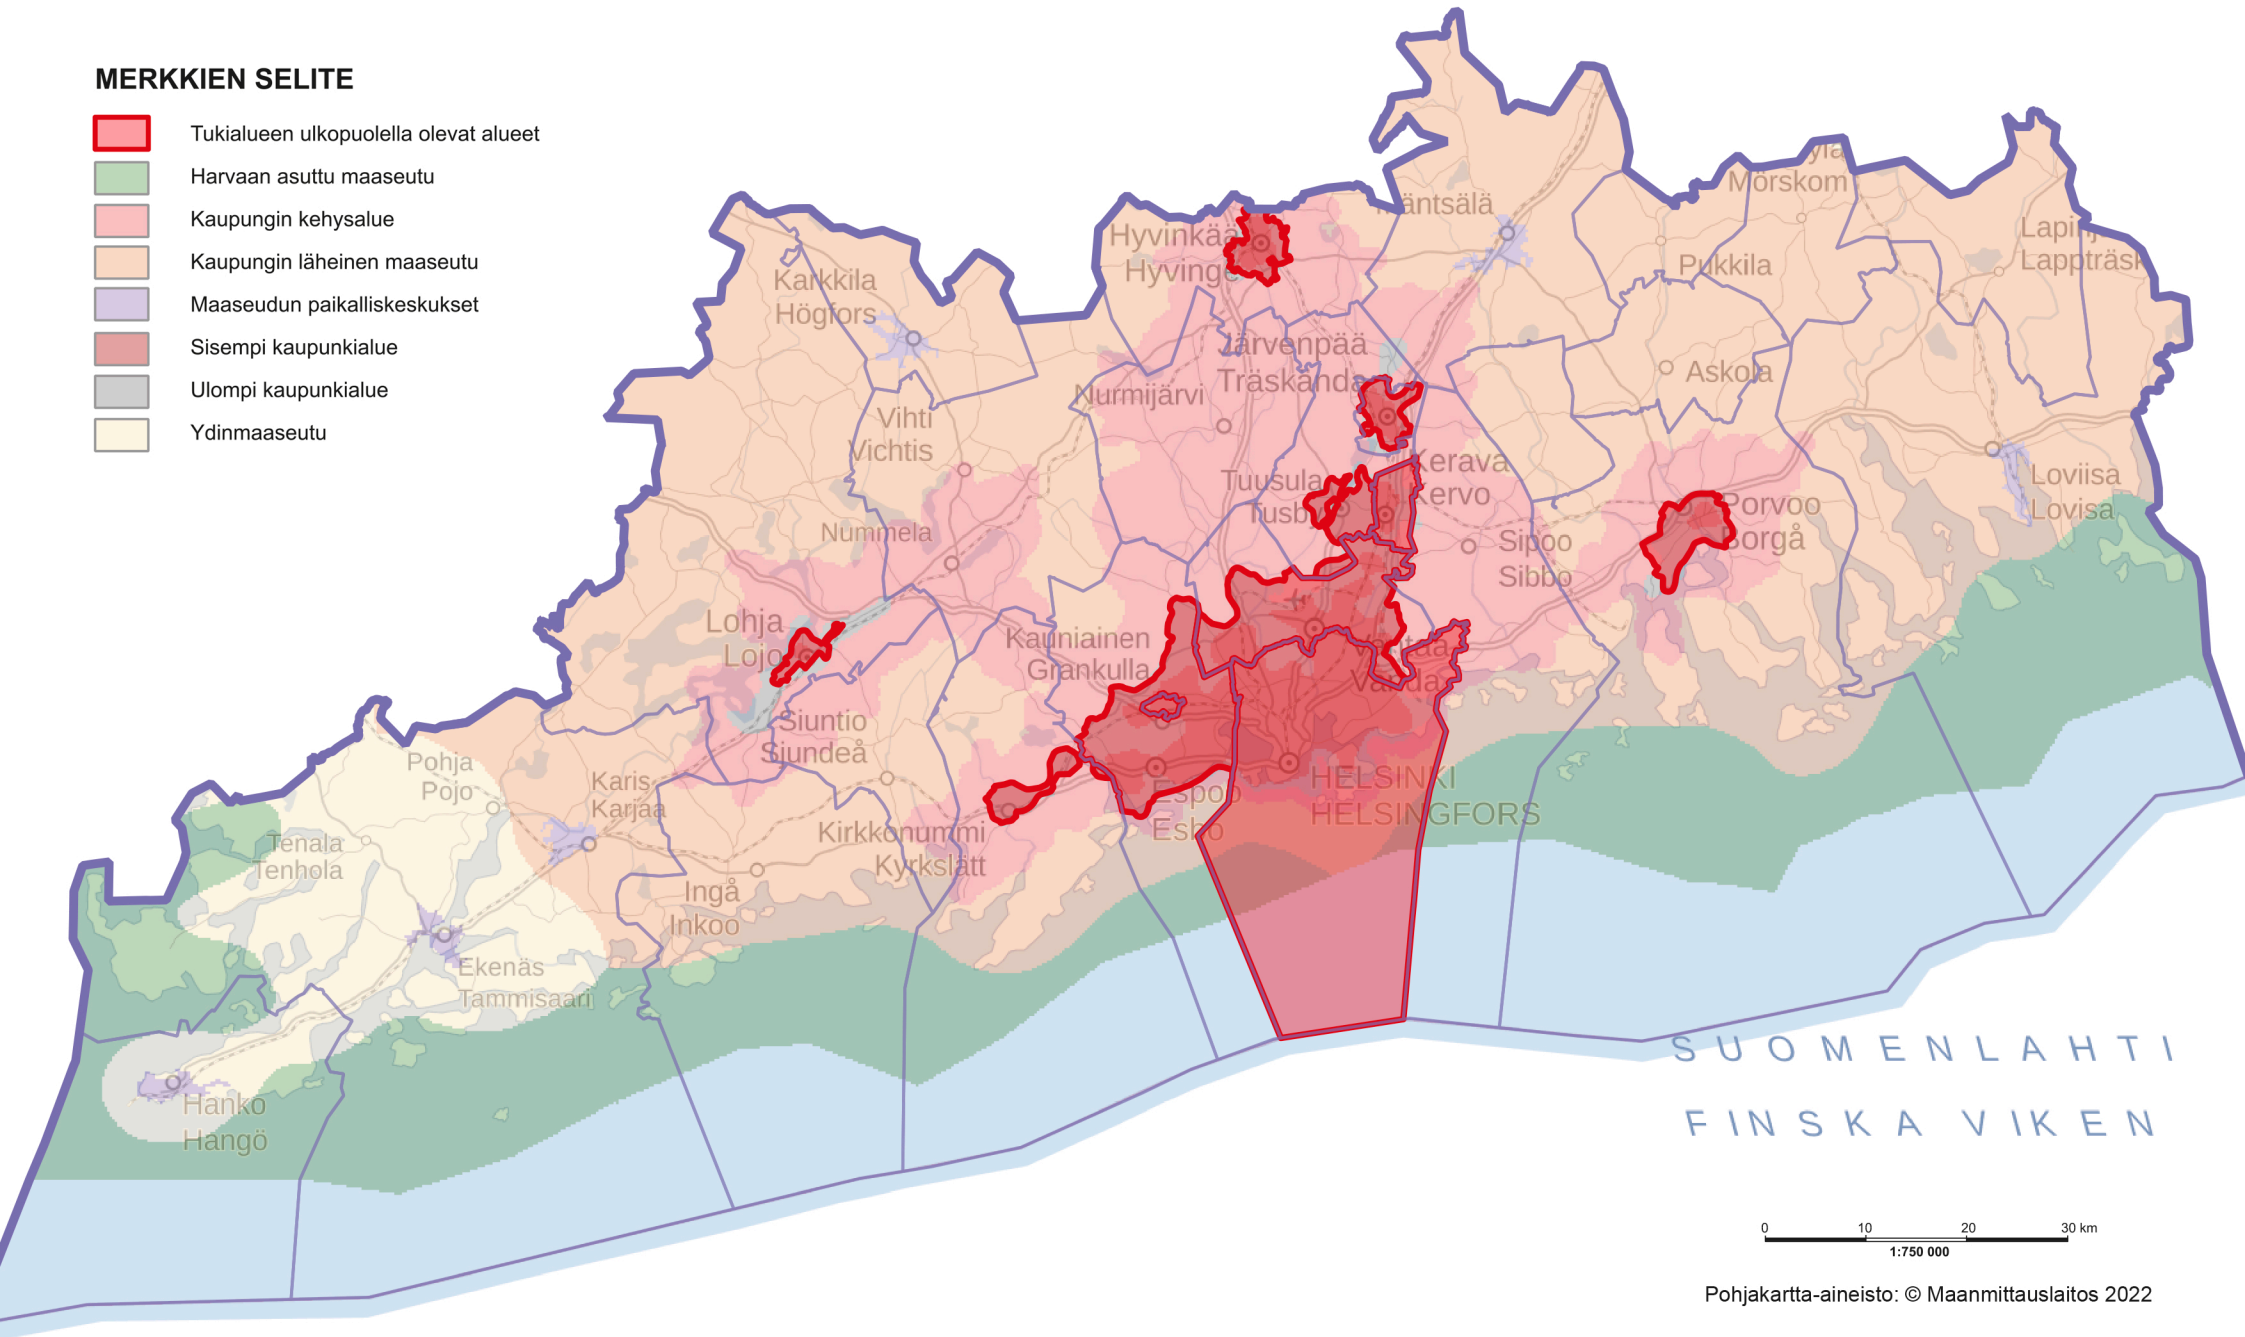 MERKKIEN SELITE
Tukialueen ulkopuolella olevat alueet
Harvaan asuttu maaseutu
Kaupungin kehysalue
Kaupungin läheinen maaseutu
Maaseudun paikalliskeskukset
Sisempi kaupunkialue
Ulompi kaupunkialue
Ydinmaaseutu
Mörskom
Hyvinkää
Hyvinge
Karkkila
Högfors
Pukkila
Lappträsk
Järvenpää
Träskända
Nurmijärvi
Askola
Vihti
Vichtis
Kerava
Kervo
Tuusula
Tusby
Loviisa
Lovisa
Porvoo
Borgå
Nummela
Sipoo
Sibbo
Lohja
Lojo
Kauniainen
Grankulla
Vantaa
Vanda
Siuntio
Siundeå
Pohja
Pojo
Karis
Karjaa
HELSINKI
HELSINGFORS
Espoo
Esbo
Kirkkonummi
Kyrkslätt
Tenala
Tenhola
Ingå
Inkoo
Ekenäs
Tammisaari
Hanko
Hangö
SUOMENLAHTI
FINSKA VIKEN
0 10 20 30 km
1:750 000
Pohjakartta-aineisto: © Maanmittauslaitos 2022